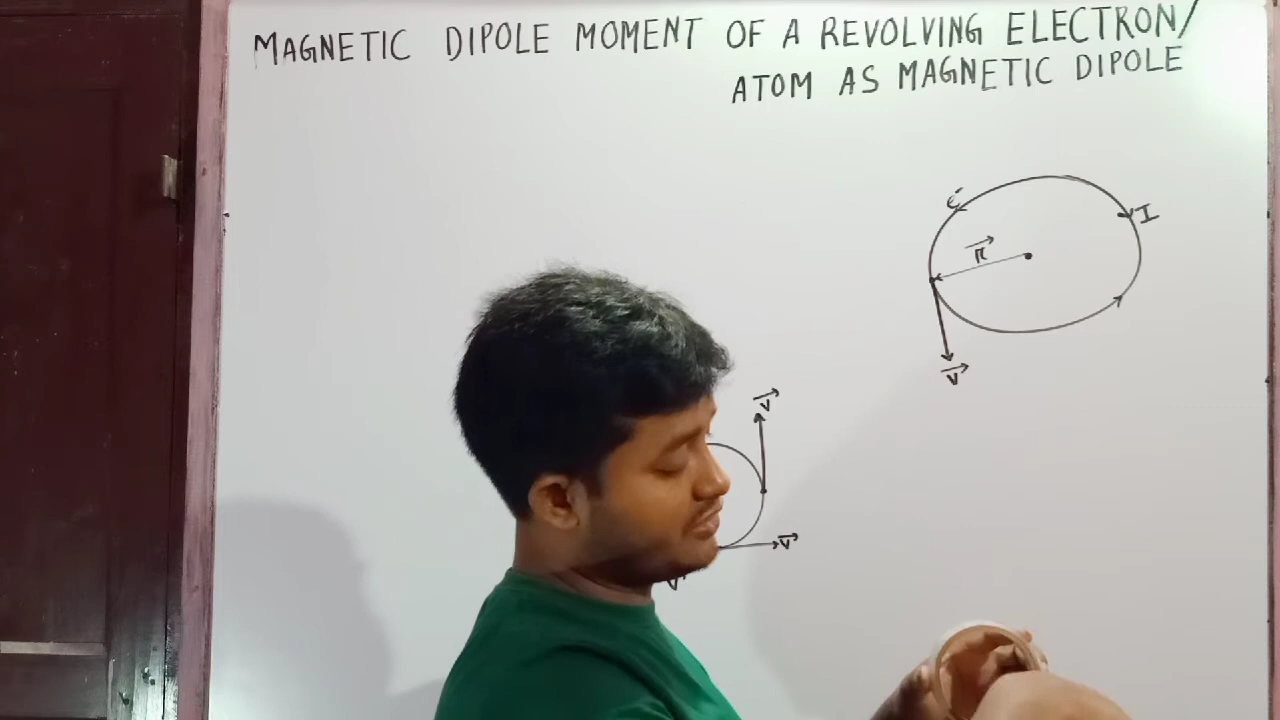 MAGNETIC DIPOLE MOMENT OF A REVOLVING ELECTRON/
ATOM AS MAGNETIC DIPOLE
e⁻
I
r⃗
v⃗
v⃗
v⃗